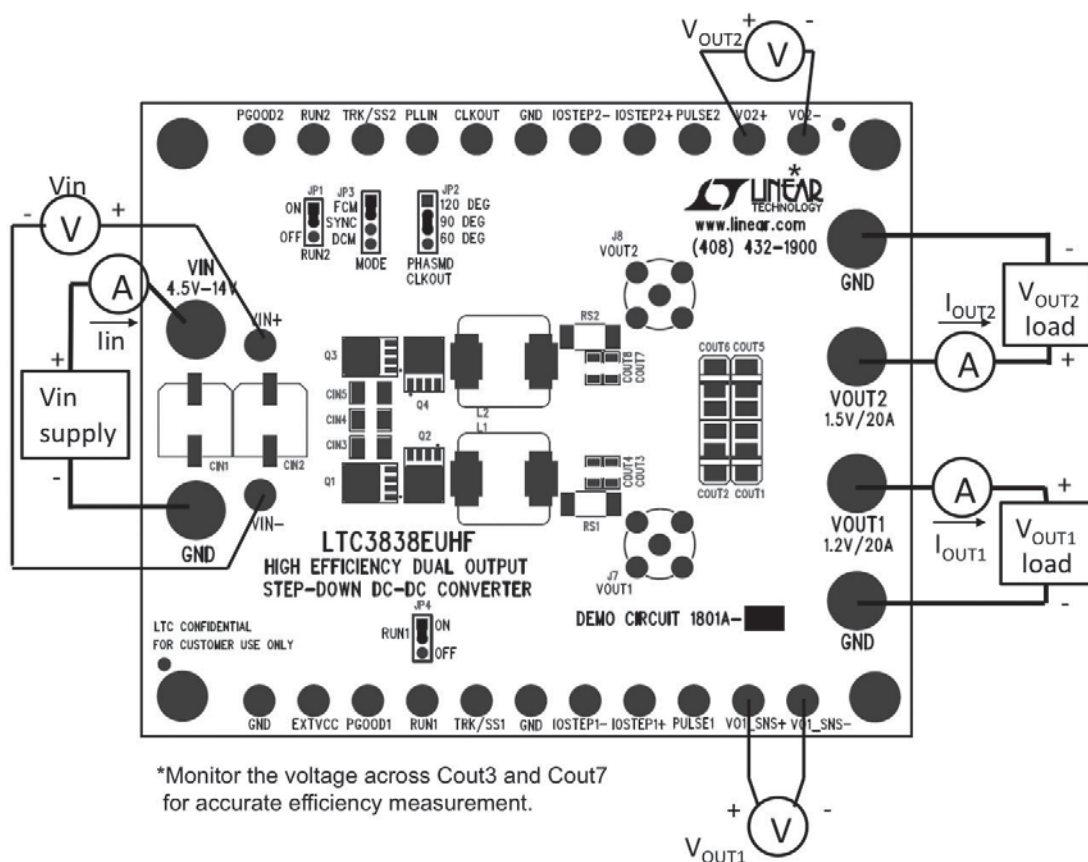 + -
VOUT2
V
PGOOD2 RUN2 TRK/SS2 PLLIN CLKOUT GND IOSTEP2- IOSTEP2+ PULSE2 VO2+ VO2-
*
LINEAR
TECHNOLOGY
www.linear.com
(408) 432-1900
JP1
ON
OFF
RUN2
JP3
FCM
SYNC
DCM
MODE
JP2
120 DEG
90 DEG
60 DEG
PHASMD
CLKOUT
Vin
- V +
VIN
4.5V-14V
A
Iin
VIN+
+
Vin
supply
-
CIN1 CIN2
VIN-
GND
J8
VOUT2
RS2
Q3
Q4
CIN5
CIN4
CIN3
Q2
Q1
L2
L1
COUT8
COUT7
COUT6 COUT5
COUT4
COUT3
COUT2 COUT1
RS1
J7
VOUT1
GND
-
VOUT2
load
+
IOUT2
A
VOUT2
1.5V/20A
VOUT1
1.2V/20A
A
IOUT1
+
VOUT1
load
-
GND
LTC3838EUHF
HIGH EFFICIENCY DUAL OUTPUT
STEP-DOWN DC-DC CONVERTER
JP4
RUN1
ON
OFF
DEMO CIRCUIT 1801A-
LTC CONFIDENTIAL
FOR CUSTOMER USE ONLY
GND EXTVCC PGOOD1 RUN1 TRK/SS1 GND IOSTEP1- IOSTEP1+ PULSE1 VO1_SNS+ VO1_SNS-
*Monitor the voltage across Cout3 and Cout7
for accurate efficiency measurement.
+ V -
VOUT1